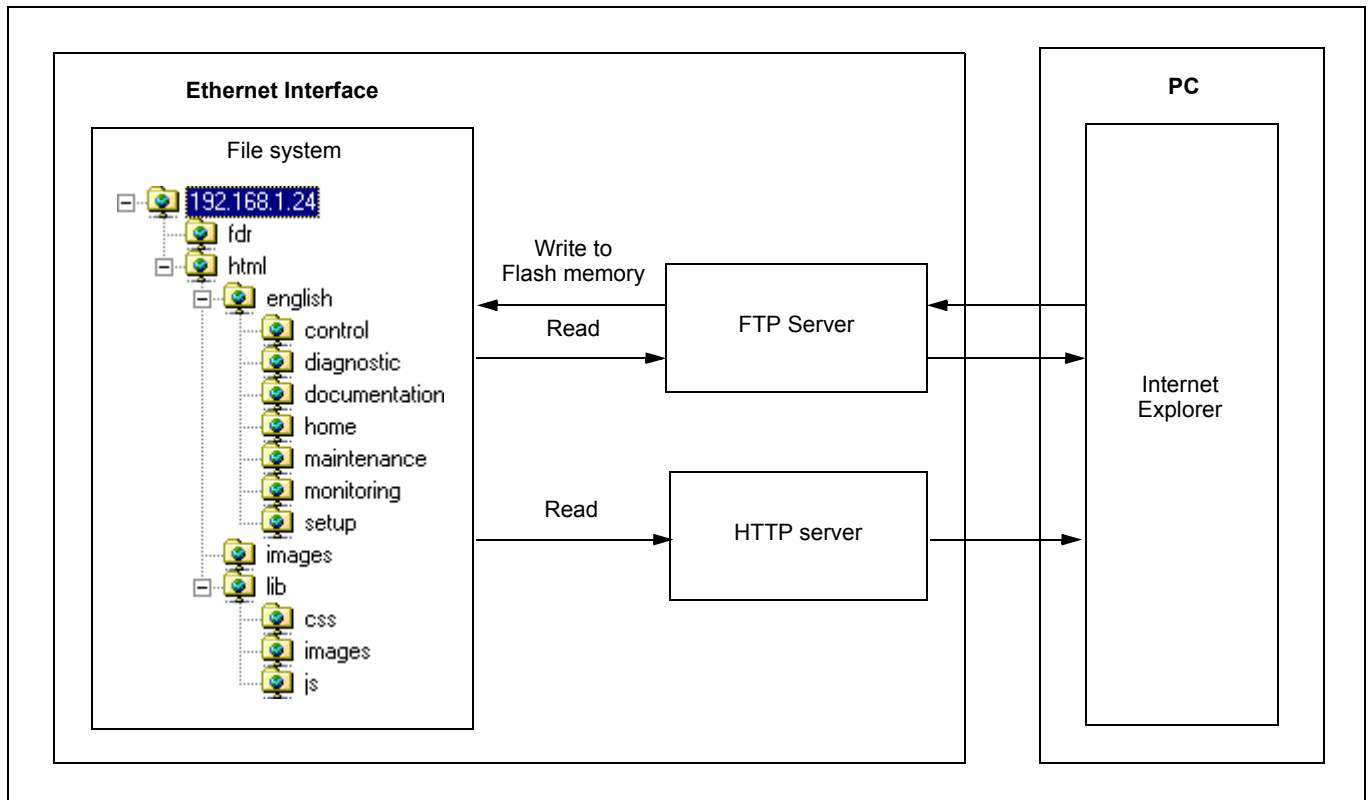 Ethernet Interface
File system
192.168.1.24
fdr
html
english
control
diagnostic
documentation
home
maintenance
monitoring
setup
images
lib
css
images
js
Write to
Flash memory
Read
FTP Server
Read
HTTP server
PC
Internet
Explorer